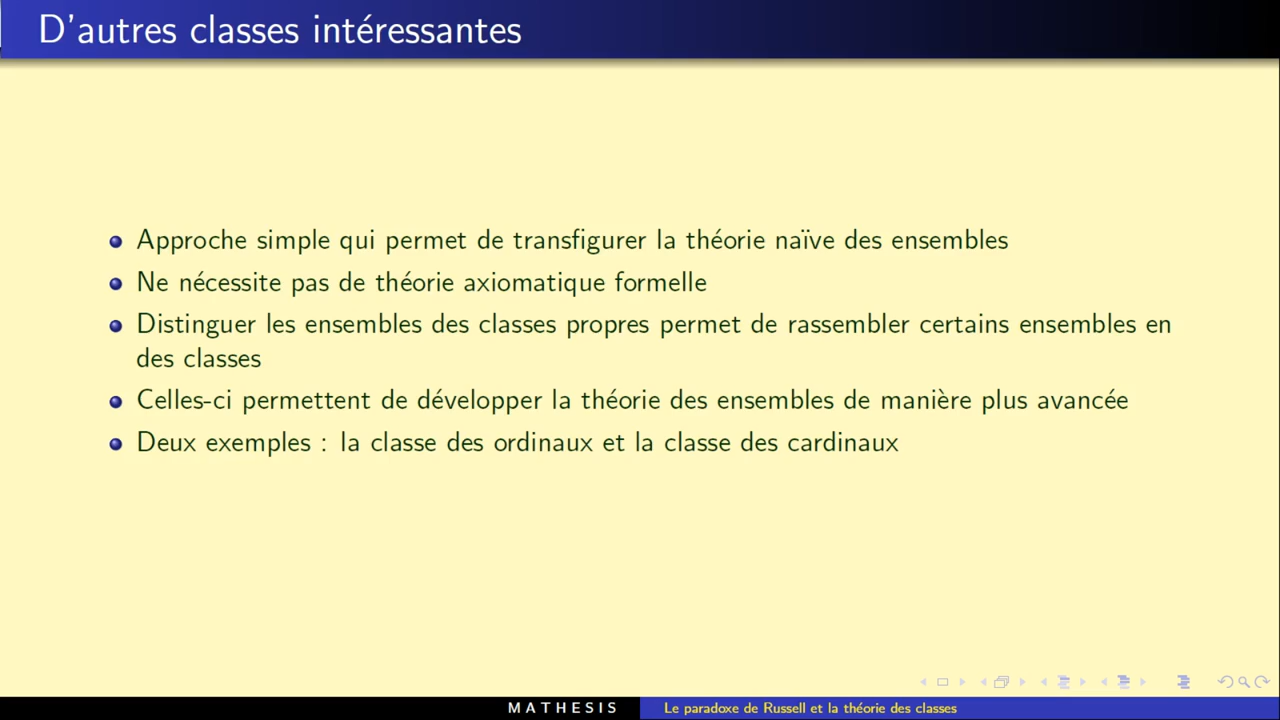 D'autres classes intéressantes
Approche simple qui permet de transfigurer la théorie naïve des ensembles
Ne nécessite pas de théorie axiomatique formelle
Distinguer les ensembles des classes propres permet de rassembler certains ensembles en
des classes
Celles-ci permettent de développer la théorie des ensembles de manière plus avancée
Deux exemples : la classe des ordinaux et la classe des cardinaux
MATHESIS
Le paradoxe de Russell et la théorie des classes